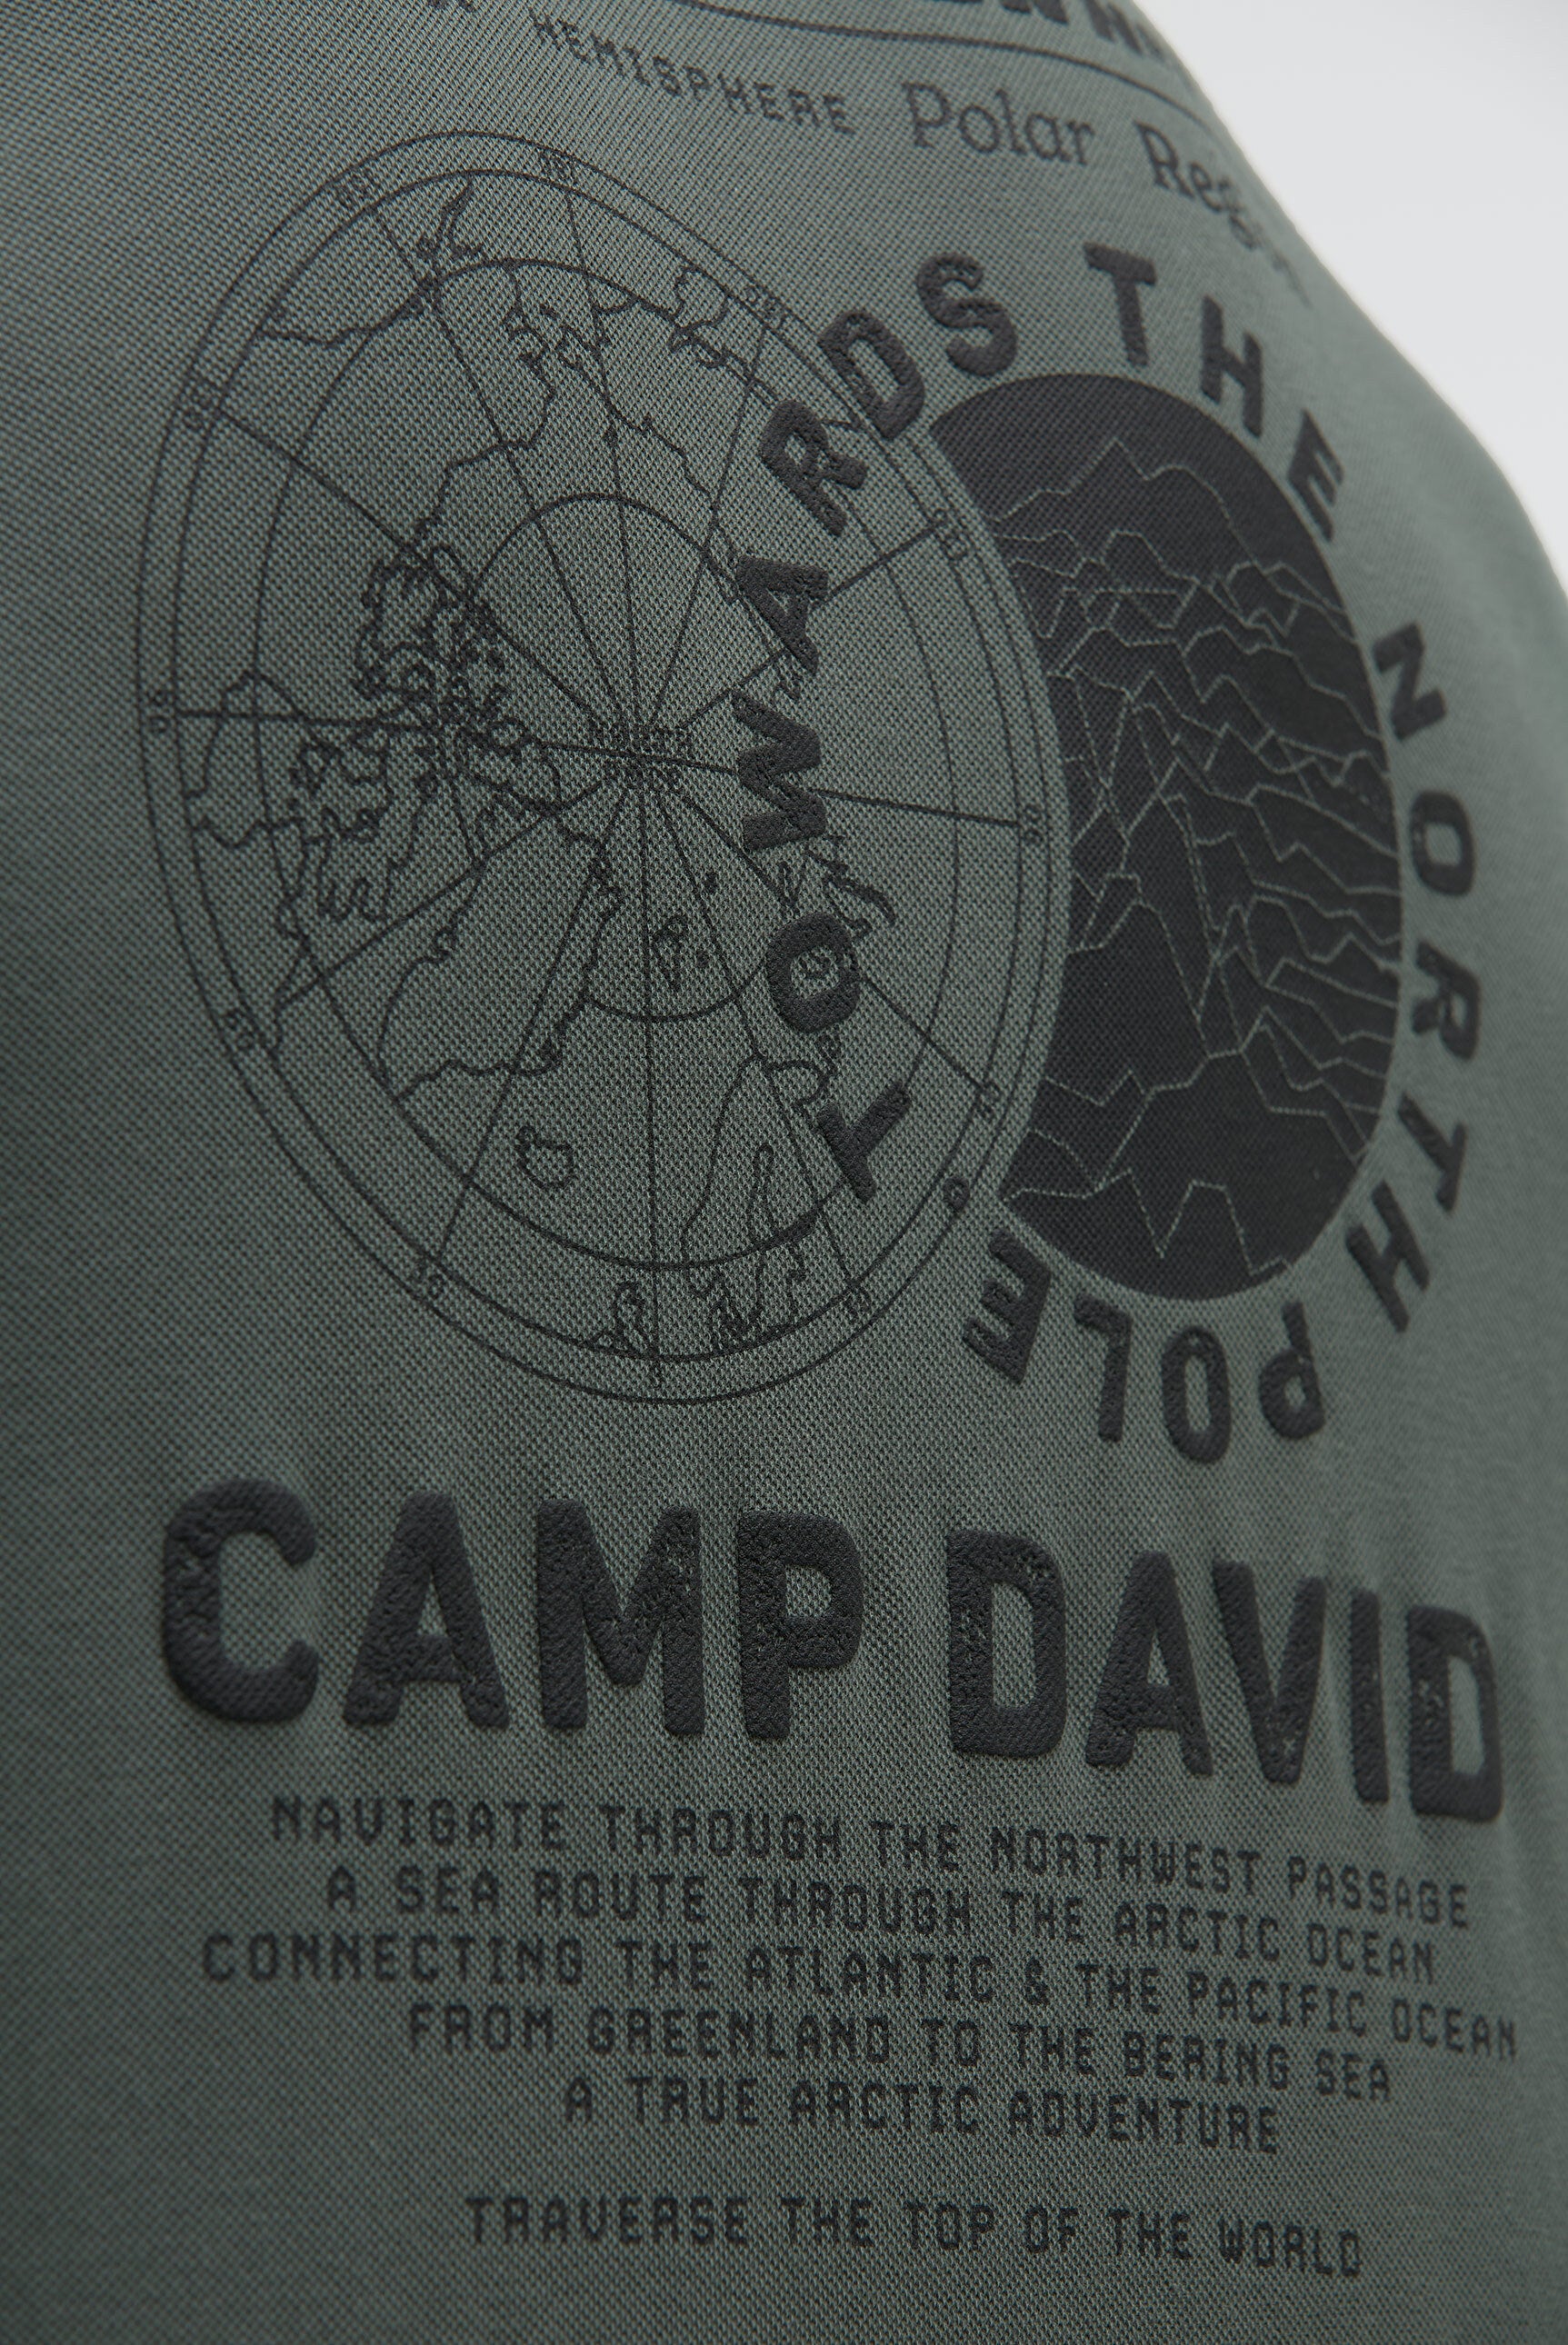 HEMISPHERE Polar Region
TOWARDS THE NORTH POLE
CAMP DAVID
NAVIGATE THROUGH THE NORTHWEST PASSAGE
A SEA ROUTE THROUGH THE ARCTIC OCEAN
CONNECTING THE ATLANTIC & THE PACIFIC OCEAN
FROM GREENLAND TO THE BERING SEA
A TRUE ARCTIC ADVENTURE
TRAVERSE THE TOP OF THE WORLD